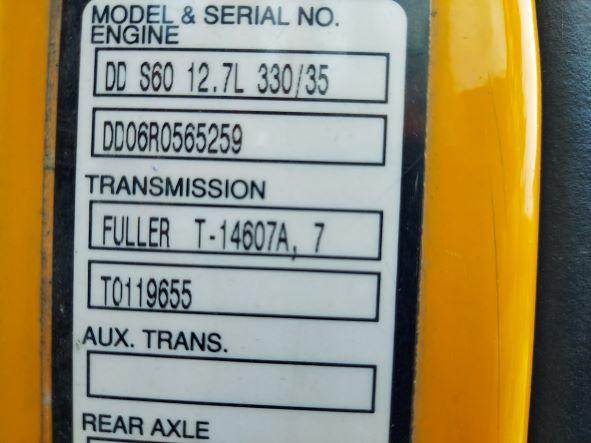 MODEL & SERIAL NO.
ENGINE
DD S60 12.7L 330/35
DD06R0565259
TRANSMISSION
FULLER T-14607A, 7
T0119655
AUX. TRANS.
REAR AXLE